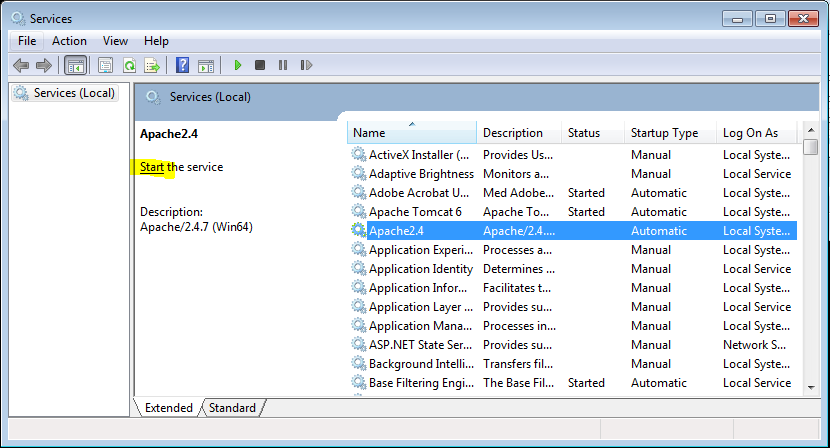 Services
File Action View Help
Services (Local)
Services (Local)
Apache2.4
Start the service
Description:
Apache/2.4.7 (Win64)
Name Description Status Startup Type Log On As
ActiveX Installer (... Provides Us... Manual Local Syste...
Adaptive Brightness Monitors a... Manual Local Service
Adobe Acrobat U... Med Adobe... Started Automatic Local Syste...
Apache Tomcat 6 Apache To... Started Automatic Local Syste...
Apache2.4 Apache/2.4.... Automatic Local Syste...
Application Experi... Processes a... Manual Local Syste...
Application Identity Determines ... Manual Local Service
Application Infor... Facilitates t... Manual Local Syste...
Application Layer ... Provides su... Manual Local Service
Application Mana... Processes in... Manual Local Syste...
ASP.NET State Ser... Provides su... Manual Network S...
Background Intelli... Transfers fil... Manual Local Syste...
Base Filtering Engi... The Base Fil... Started Automatic Local Service
Extended Standard